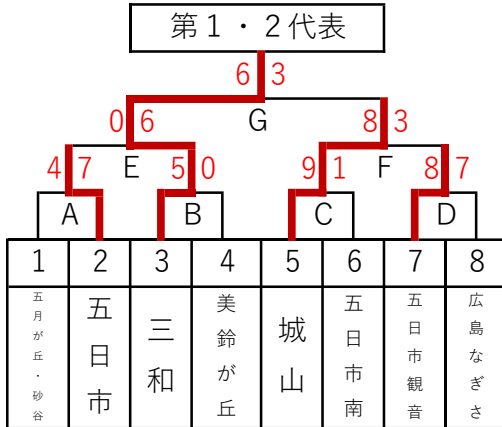 第1・2代表
6 3
G
0 6 8 3
E F
4 7 5 0 9 1 8 7
A B C D
1 2 3 4 5 6 7 8
五月が丘・砂谷
五日市
三和
美鈴が丘
城山
五日市南
五日市観音
広島なぎさ